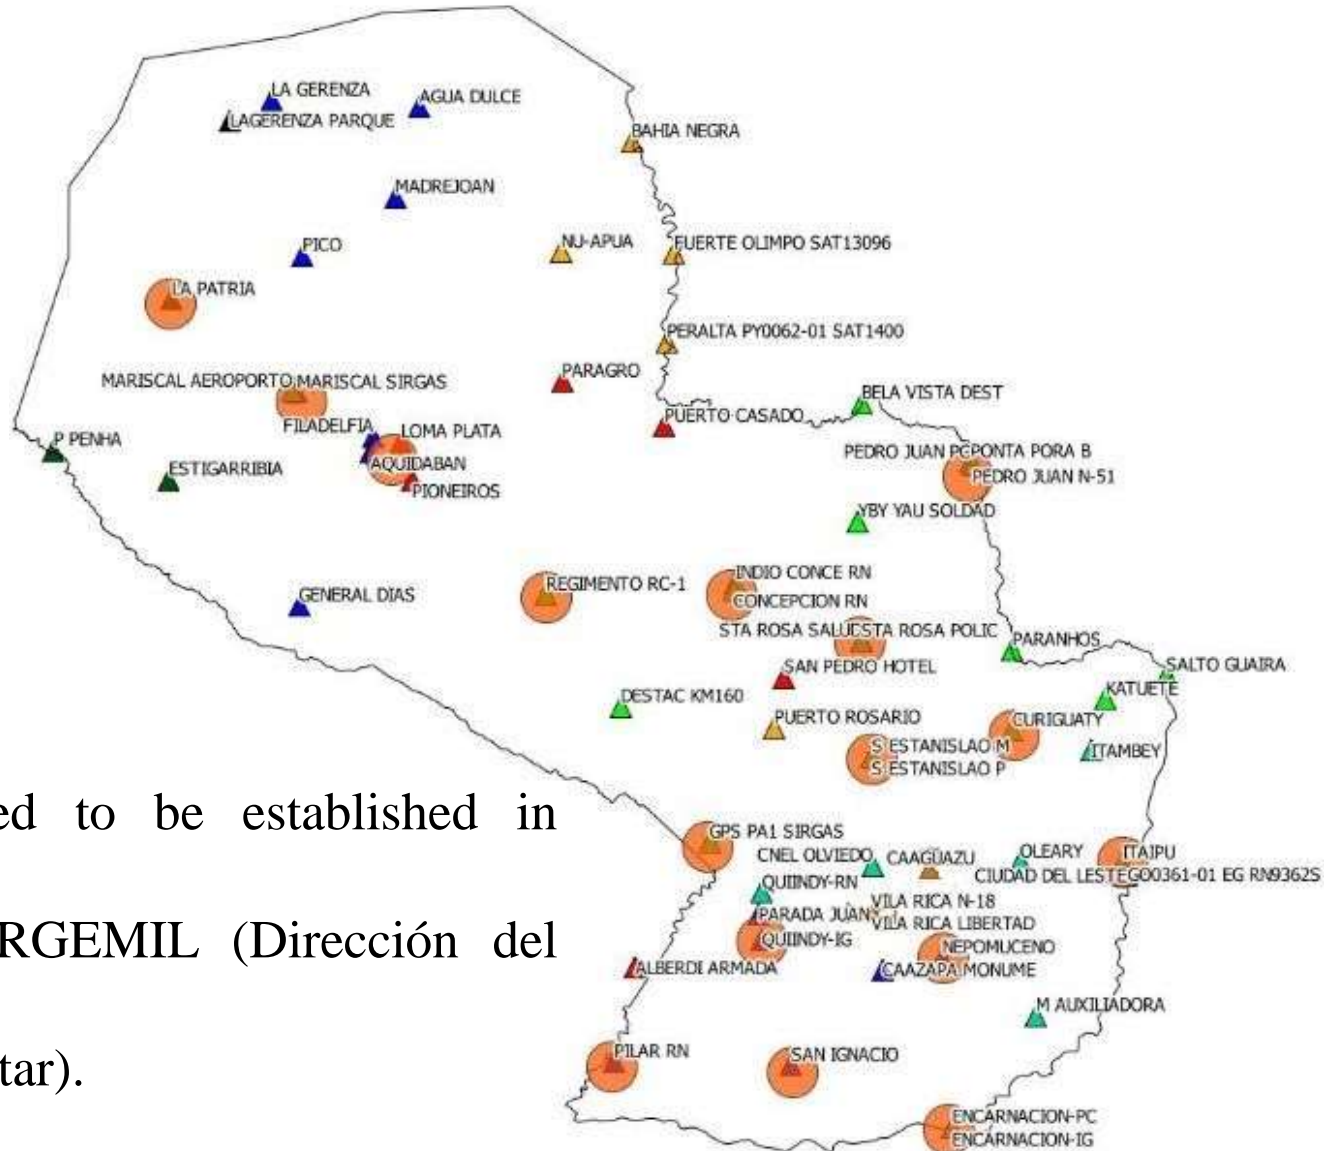 LA GERENZA
AGUA DULCE
LAGERENZA PARQUE
BAHIA NEGRA
MADREJOAN
NU-APUA
FUERTE OLIMPO SAT13096
PICO
LA PATRIA
PERALTA PY0062-01 SAT1400
PARAGRO
MARISCAL AEROPORTO MARISCAL SIRGAS
BELA VISTA DEST
PUERTO CASADO
FILADELFIA
LOMA PLATA
P PENHA
PEDRO JUAN PC PONTA PORA B
AQUIDABAN
ESTIGARRIBIA
PEDRO JUAN N-51
PIONEIROS
YBY YAU SOLDAD
INDIO CONCE RN
REGIMENTO RC-1
GENERAL DIAS
CONCEPCION RN
STA ROSA POLIC
PARANHOS
SAN PEDRO HOTEL
SALTO GUAIRA
KATUETE
DESTAC KM160
PUERTO ROSARIO
CURIGUATY
S ESTANISLAO M
ITAMBEY
S ESTANISLAO P
ed to be established in
GPS PA1 SIRGAS
CNEL OLVIEDO
CAAGUAZU
OLEARY
ITAIPU
CIUDAD DEL LESTE
GO0361-01 EG RN9362S
QUIINDY-RN
VILA RICA N-18
PARADA JUAN
VILA RICA LIBERTAD
RGEMIL (Dirección del
QUIINDY-IG
NEPOMUCENO
ALBERDI ARMADA
CAAZAPA MONUME
M AUXILIADORA
PILAR RN
SAN IGNACIO
tar).
ENCARNACION-PC
ENCARNACION-IG